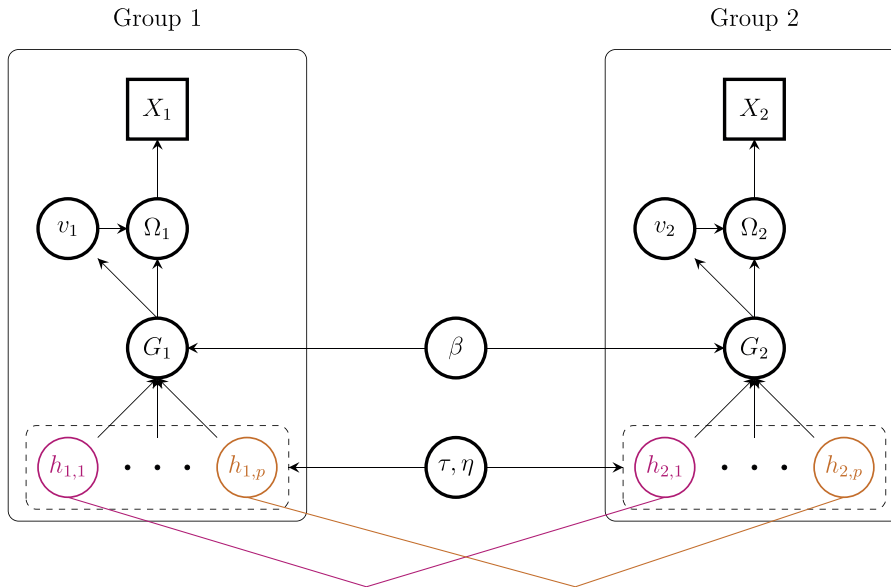 Group 1 Group 2
X₁ X₂
v₁ Ω₁ v₂ Ω₂
G₁ β G₂
h₁,₁ · · · h₁,ₚ τ, η h₂,₁ · · · h₂,ₚ